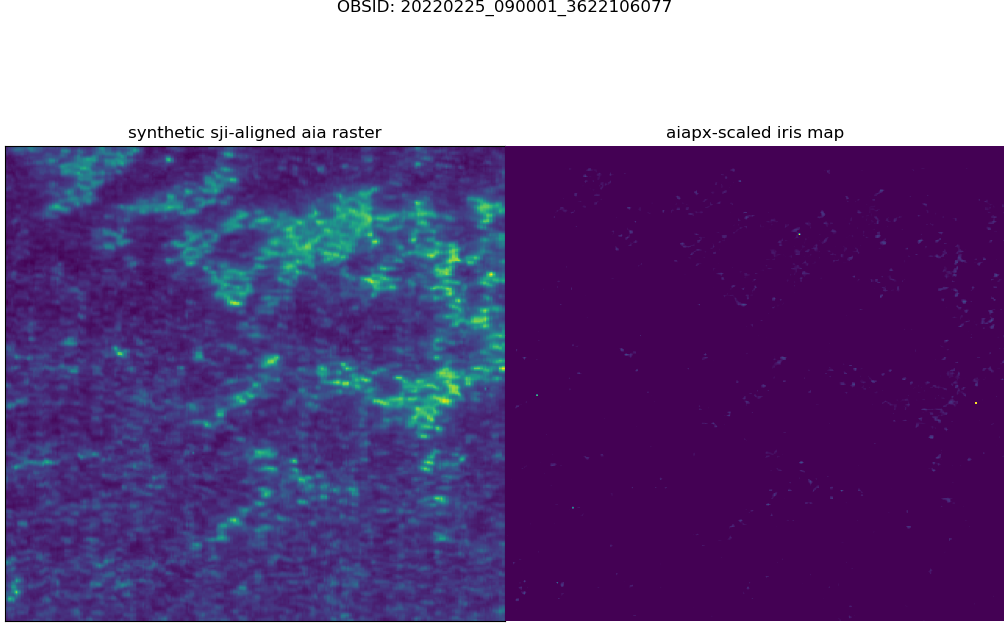 OBSID: 20220225_090001_3622106077
synthetic sji-aligned aia raster
aiapx-scaled iris map